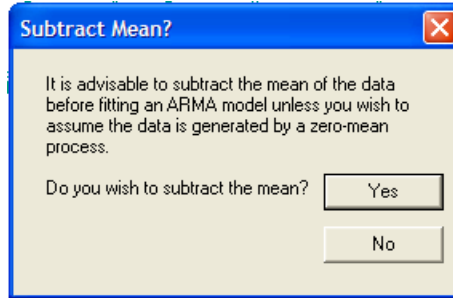 Subtract Mean?
It is advisable to subtract the mean of the data
before fitting an ARMA model unless you wish to
assume the data is generated by a zero-mean
process.
Do you wish to subtract the mean?
Yes
No